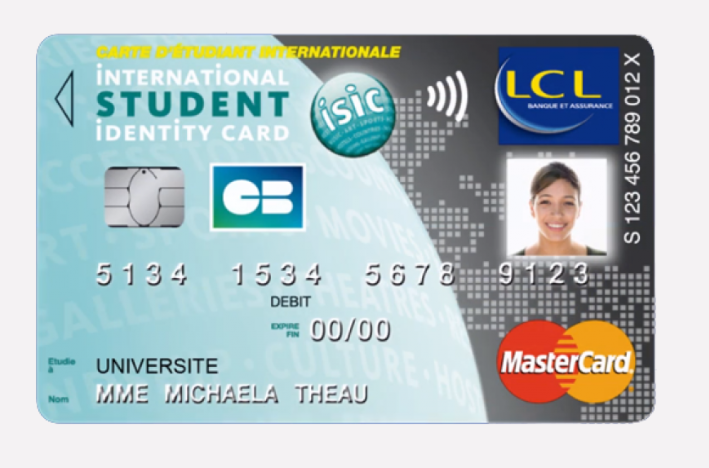 CARTE D'ÉTUDIANT INTERNATIONALE
INTERNATIONAL
STUDENT
IDENTITY CARD
isic
LCL
BANQUE ET ASSURANCE
S 123 456 789 012 X
CB
5134 1534 5678 9123
DEBIT
EXPIRE FIN 00/00
Etudie à UNIVERSITE
Nom MME MICHAELA THEAU
MasterCard